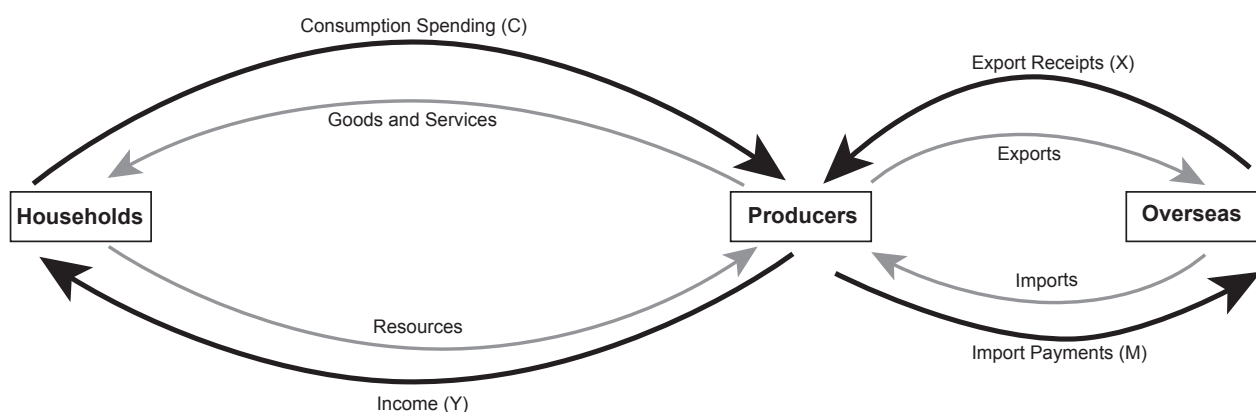 Consumption Spending (C)
Export Receipts (X)
Goods and Services
Exports
Households
Producers
Overseas
Imports
Resources
Import Payments (M)
Income (Y)